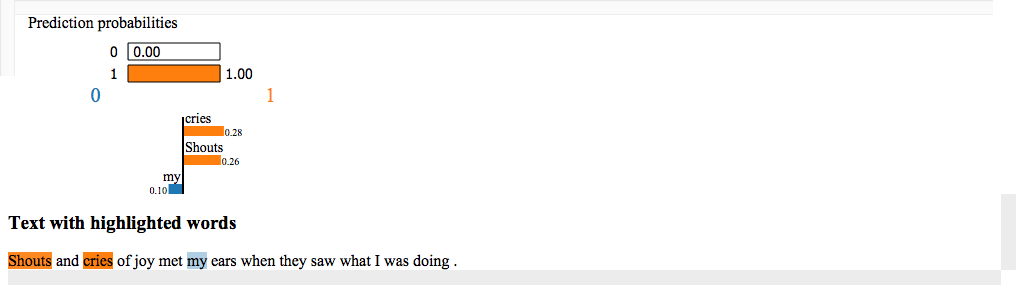 Prediction probabilities
0 0.00
1 1.00
0 1
cries
0.28
Shouts
0.26
my
0.10
Text with highlighted words
Shouts and cries of joy met my ears when they saw what I was doing .